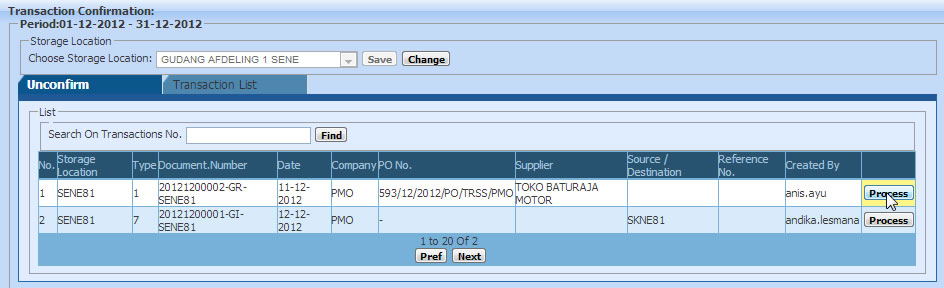 Transaction Confirmation:
Period:01-12-2012 - 31-12-2012
Storage Location
Choose Storage Location: GUDANG AFDELING 1 SENE Save Change
Unconfirm Transaction List
List
Search On Transactions No. Find
No. Storage Location Type Document.Number Date Company PO No. Supplier Source / Destination Reference No. Created By
1 SENE81 1 20121200002-GR-SENE81 11-12-2012 PMO 593/12/2012/PO/TRSS/PMO TOKO BATURAJA MOTOR anis.ayu Process
2 SENE81 7 20121200001-GI-SENE81 12-12-2012 PMO - SKNE81 andika.lesmana Process
1 to 20 Of 2
Pref Next